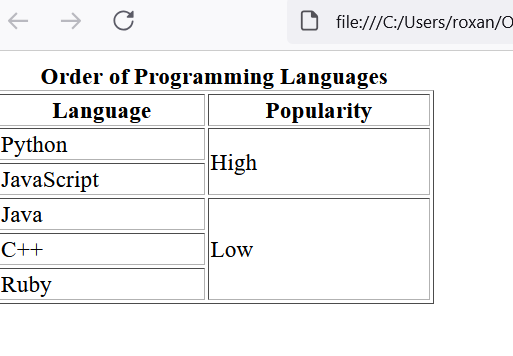 file:///C:/Users/roxan/O
Order of Programming Languages
Language Popularity
Python
High
JavaScript
Java
C++
Low
Ruby